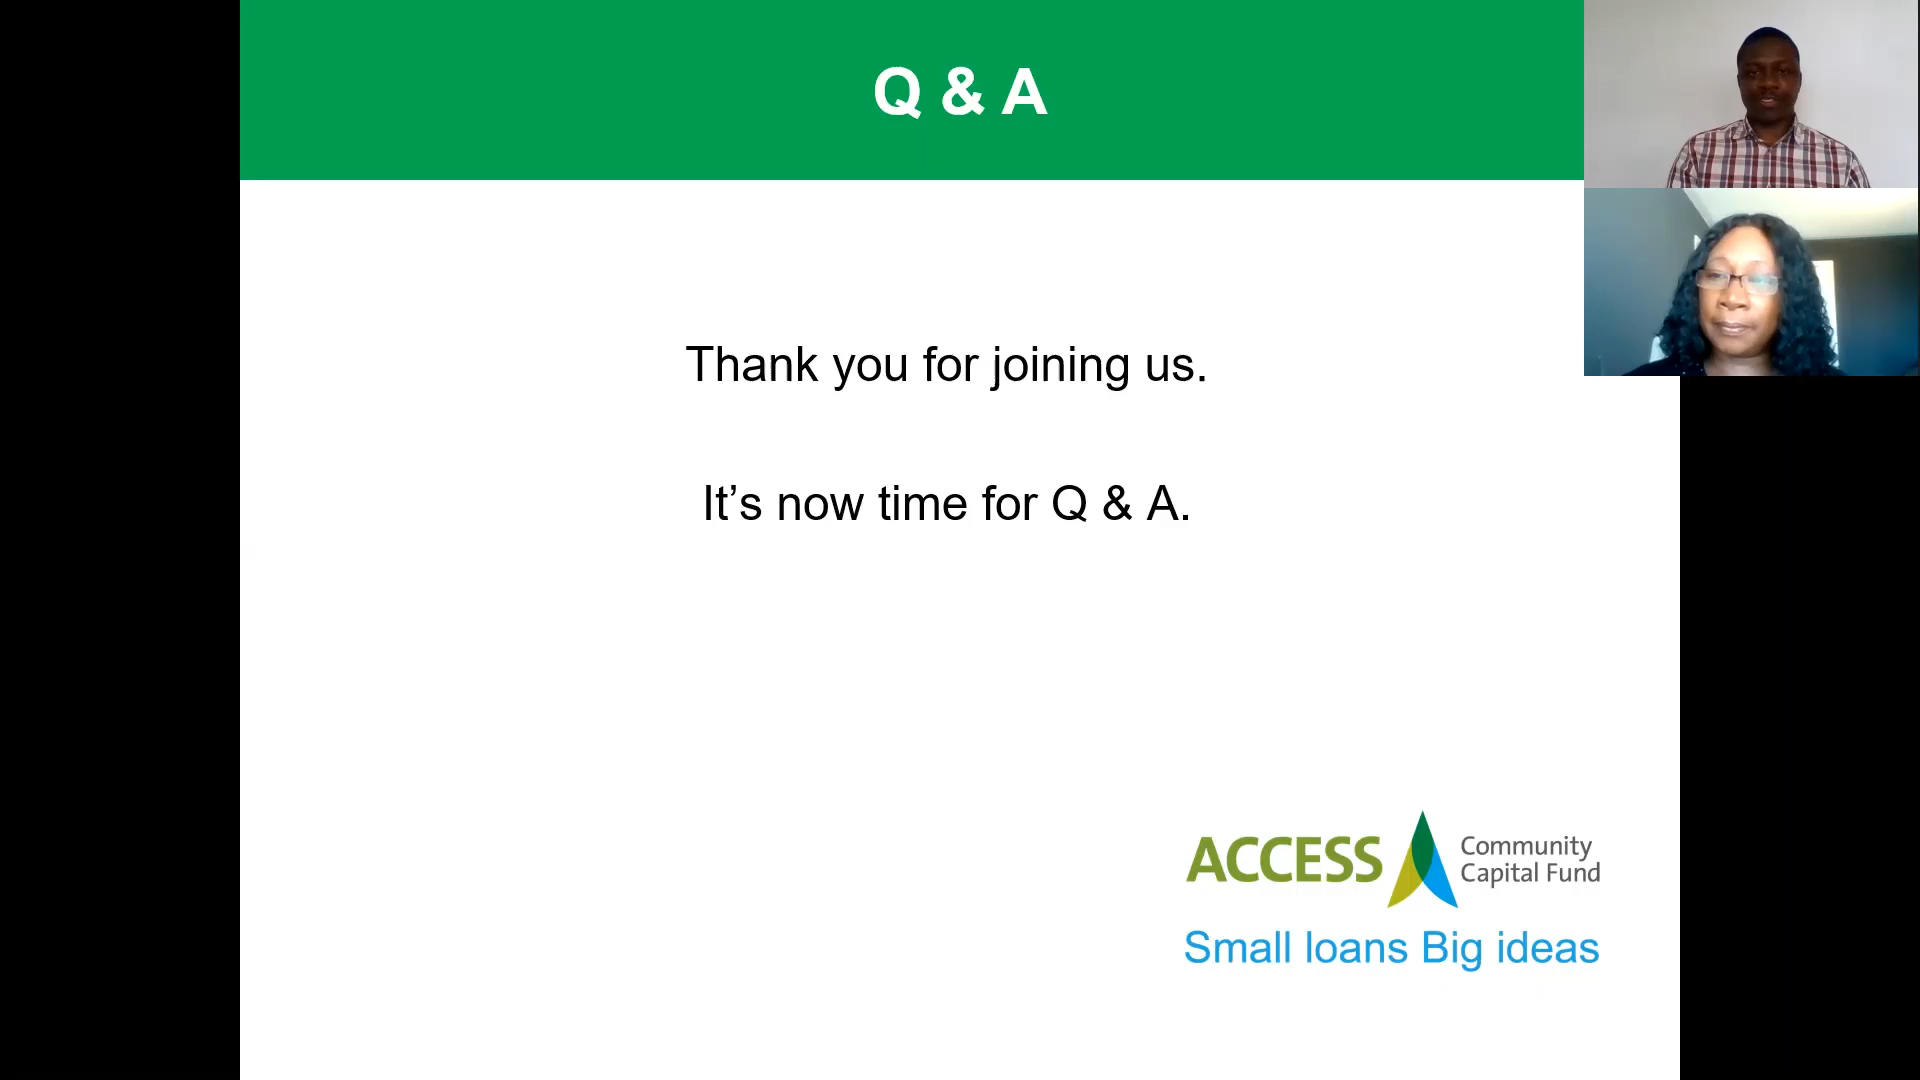 Q & A
Thank you for joining us.
It’s now time for Q & A.
ACCESS
Community
Capital Fund
Small loans Big ideas